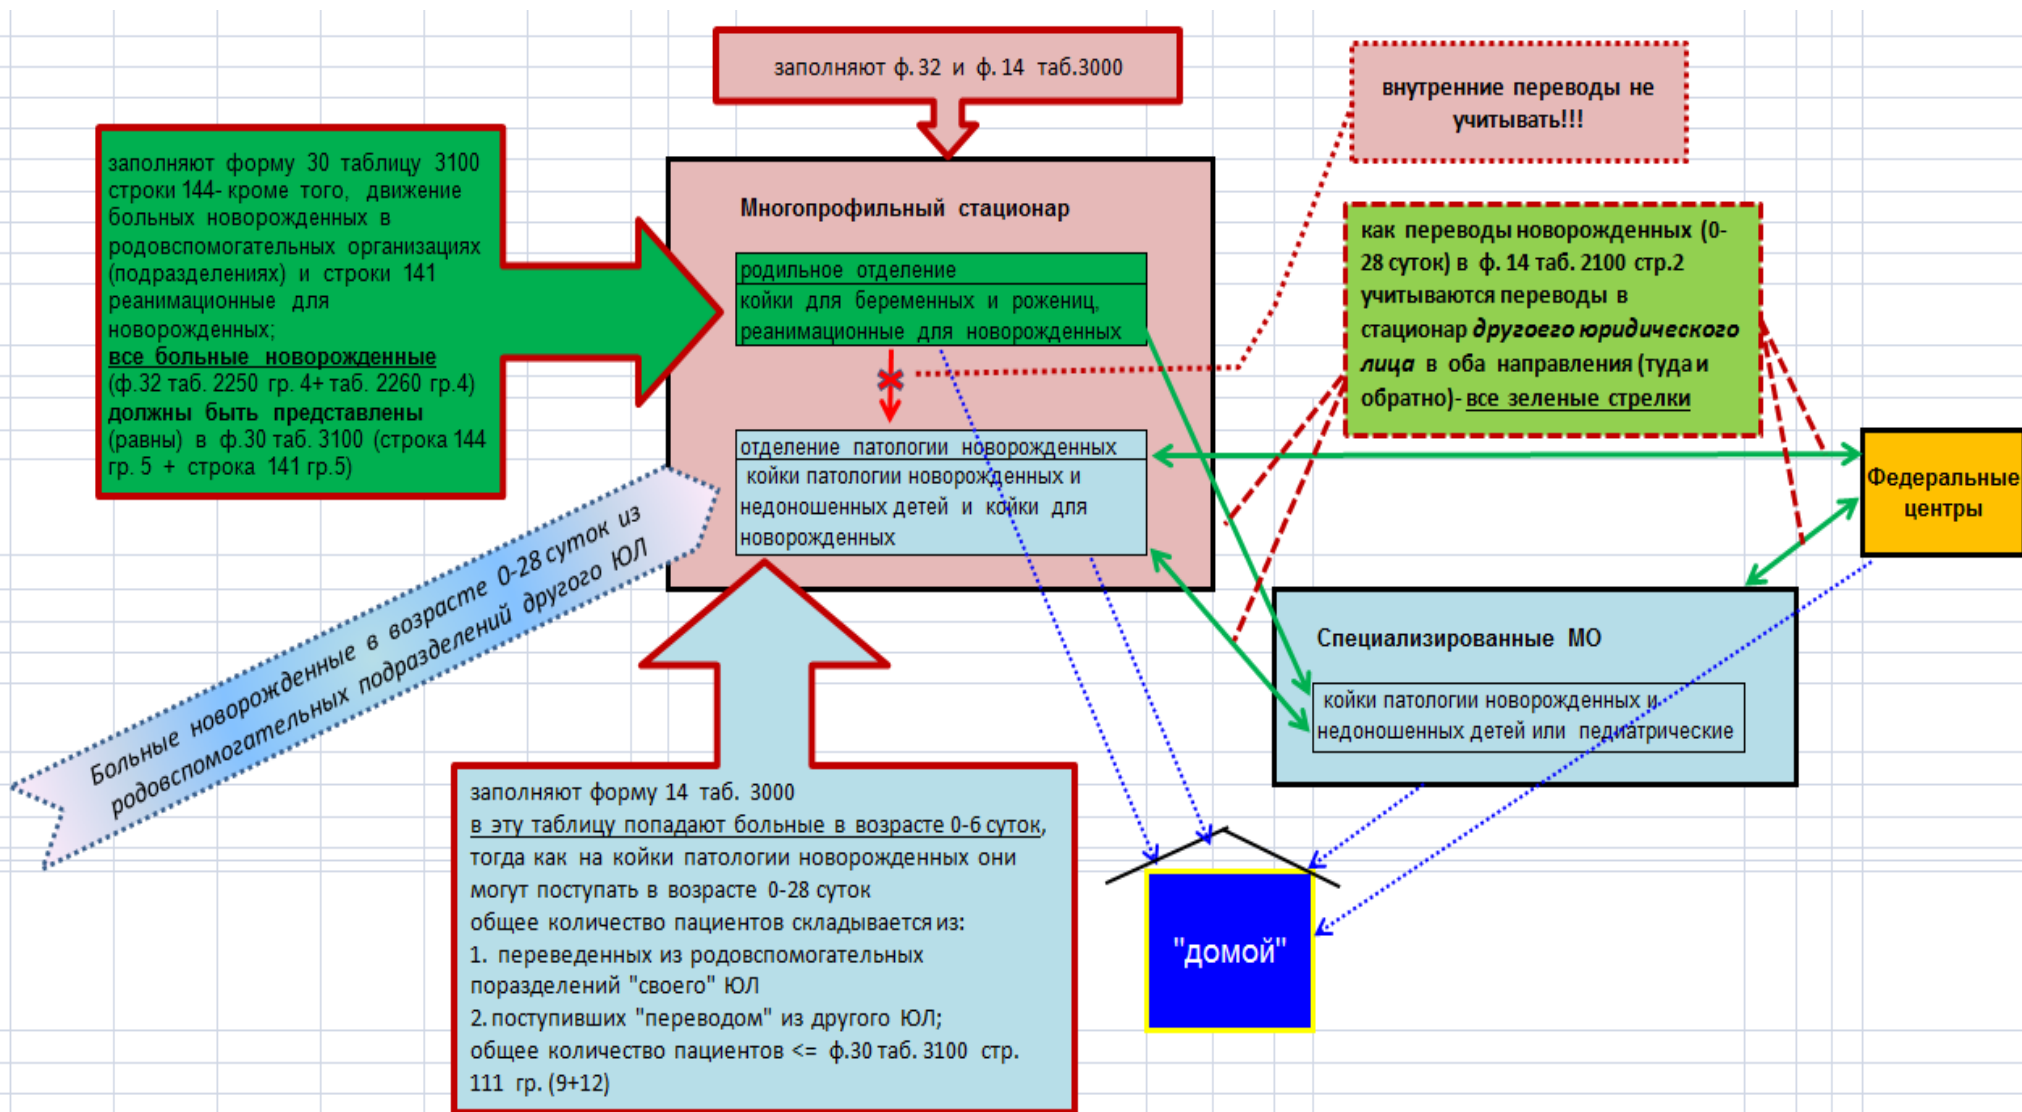 заполняют ф. 32 и ф. 14 таб.3000
внутренние переводы не
учитывать!!!
заполняют форму 30 таблицу 3100
строки 144- кроме того, движение
больных новорожденных в
родовспомогательных организациях
(подразделениях) и строки 141
реанимационные для
новорожденных;
все больные новорожденные
(ф.32 таб. 2250 гр. 4+ таб. 2260 гр.4)
должны быть представлены
(равны) в ф.30 таб. 3100 (строка 144
гр. 5 + строка 141 гр.5)
Многопрофильный стационар
родильное отделение
койки для беременных и рожениц,
реанимационные для новорожденных
отделение патологии новорожденных
койки патологии новорожденных и
недоношенных детей и койки для
новорожденных
как переводы новорожденных (0-
28 суток) в ф. 14 таб. 2100 стр.2
учитываются переводы в
стационар другоего юридического
лица в оба направления (туда и
обратно)- все зеленые стрелки
Федеральные
центры
Больные новорожденные в возрасте 0-28 суток из
родовспомогательных подразделений другого ЮЛ
Специализированные МО
койки патологии новорожденных и
недоношенных детей или педиатрические
заполняют форму 14 таб. 3000
в эту таблицу попадают больные в возрасте 0-6 суток,
тогда как на койки патологии новорожденных они
могут поступать в возрасте 0-28 суток
общее количество пациентов складывается из:
1. переведенных из родовспомогательных
поразделений "своего" ЮЛ
2. поступивших "переводом" из другого ЮЛ;
общее количество пациентов <= ф.30 таб. 3100 стр.
111 гр. (9+12)
"домой"